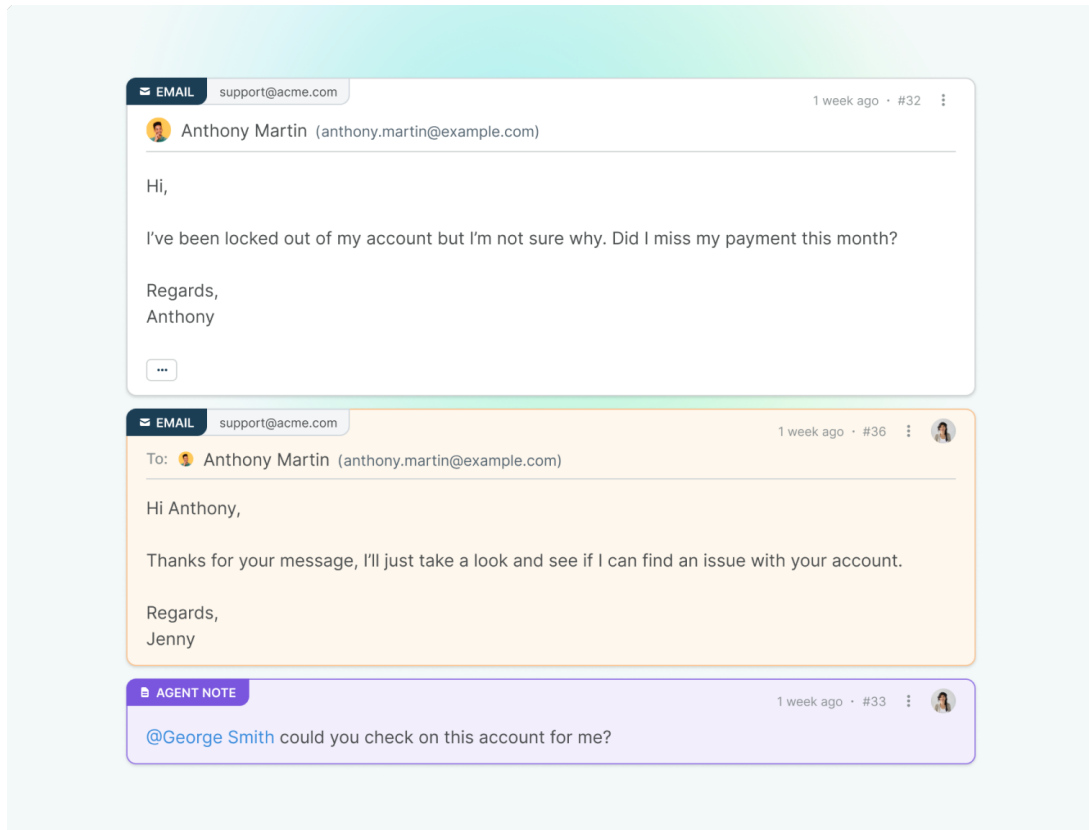 EMAIL support@acme.com
1 week ago · #32
Anthony Martin (anthony.martin@example.com)
Hi,
I’ve been locked out of my account but I’m not sure why. Did I miss my payment this month?
Regards,
Anthony
EMAIL support@acme.com
1 week ago · #36
To: Anthony Martin (anthony.martin@example.com)
Hi Anthony,
Thanks for your message, I’ll just take a look and see if I can find an issue with your account.
Regards,
Jenny
AGENT NOTE
1 week ago · #33
@George Smith could you check on this account for me?